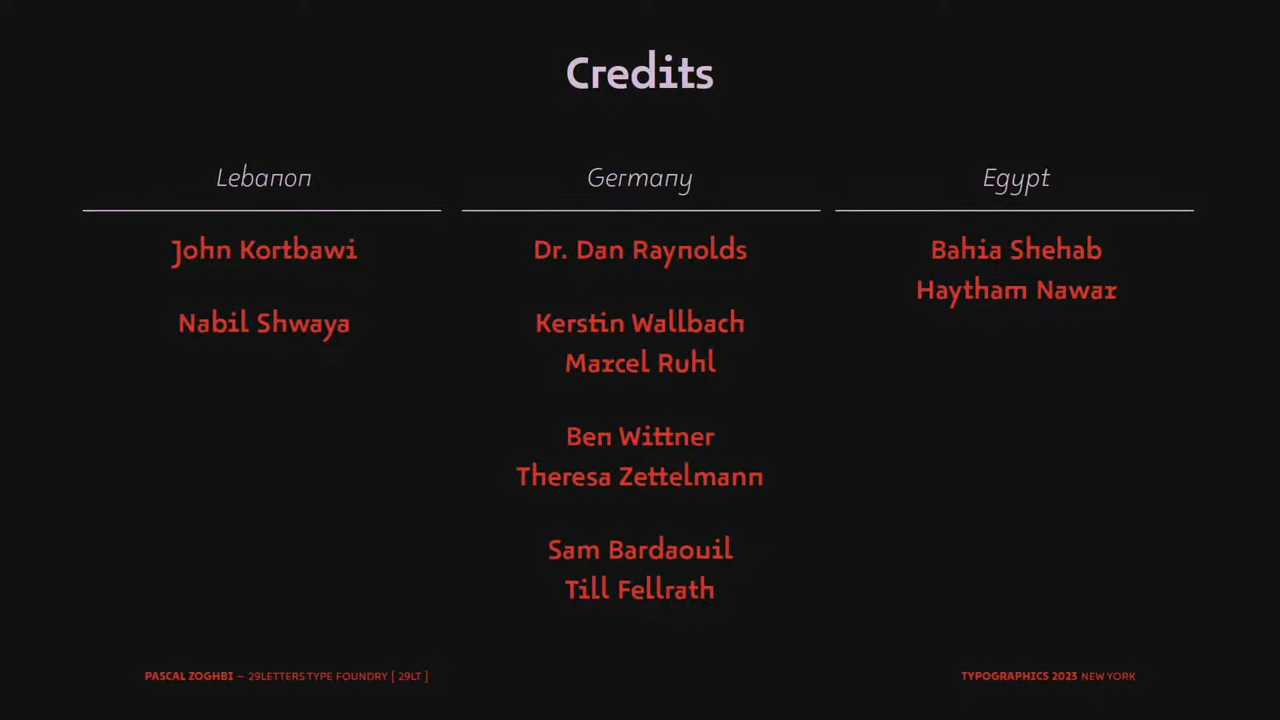 Credits
Lebanon
John Kortbawi
Nabil Shwaya
Germany
Dr. Dan Raynolds
Kerstin Wallbach
Marcel Ruhl
Ben Wittner
Theresa Zettelmann
Sam Bardaouil
Till Fellrath
Egypt
Bahia Shehab
Haytham Nawar
PASCAL ZOGHBI — 29LETTERS TYPE FOUNDRY [ 29LT ]
TYPOGRAPHICS 2023 NEW YORK